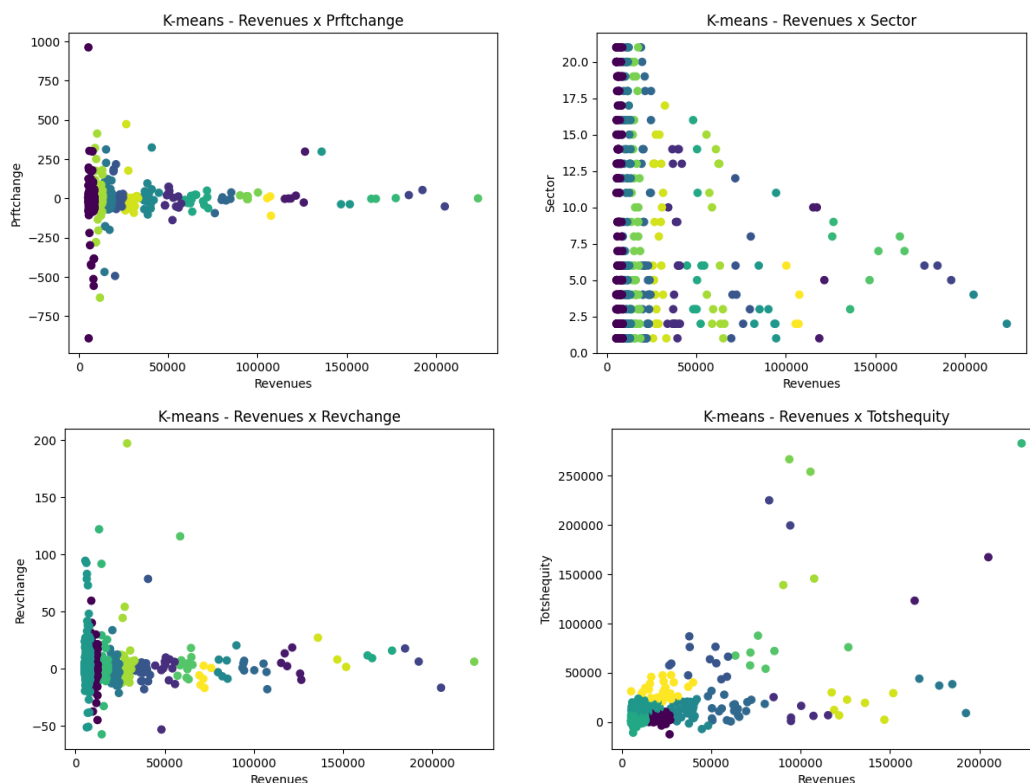 K-means - Revenues x Prftchange
1000
750
500
250
0
−250
−500
−750
Prftchange
0 50000 100000 150000 200000
Revenues
K-means - Revenues x Sector
20.0
17.5
15.0
12.5
10.0
7.5
5.0
2.5
0.0
Sector
0 50000 100000 150000 200000
Revenues
K-means - Revenues x Revchange
200
150
100
50
0
−50
Revchange
0 50000 100000 150000 200000
Revenues
K-means - Revenues x Totshequity
250000
200000
150000
100000
50000
0
Totshequity
0 50000 100000 150000 200000
Revenues